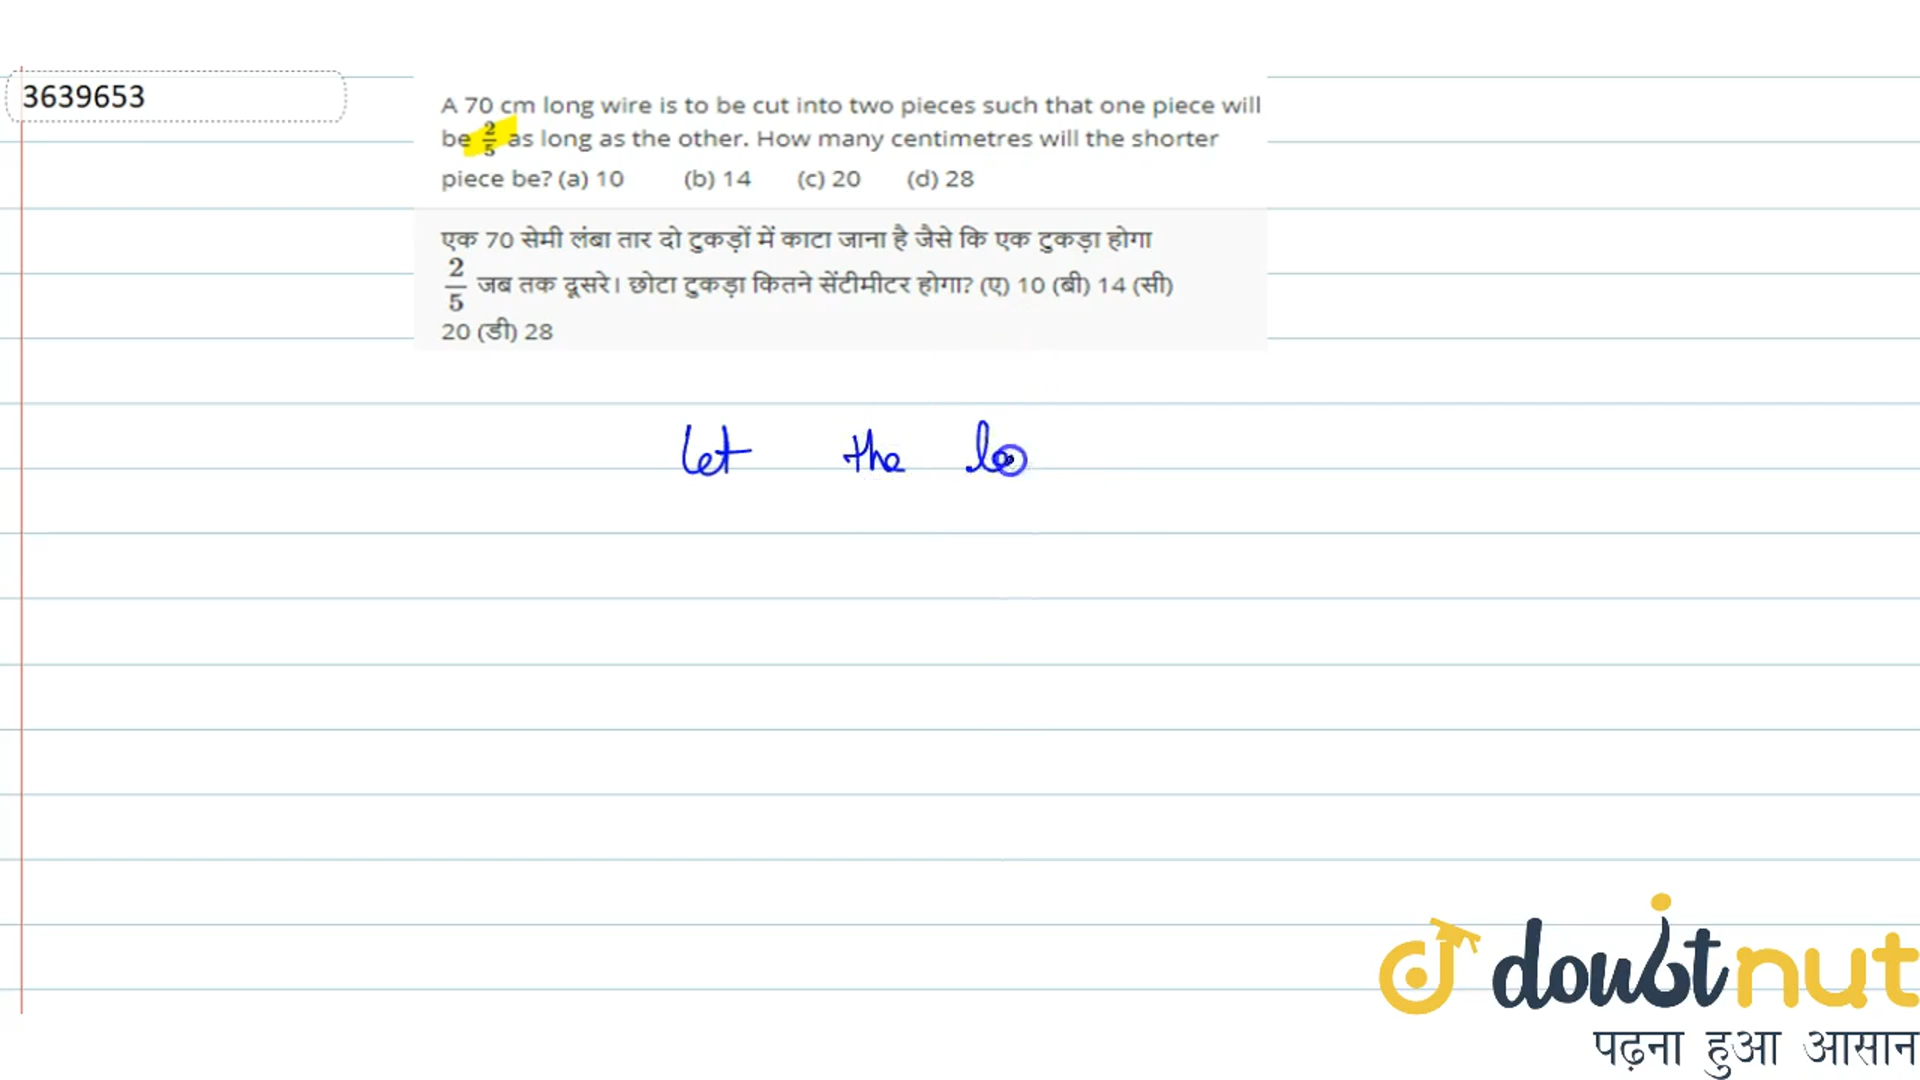 3639653
A 70 cm long wire is to be cut into two pieces such that one piece will
be 2/5 as long as the other. How many centimetres will the shorter
piece be? (a) 10 (b) 14 (c) 20 (d) 28
एक 70 सेमी लंबा तार दो टुकड़ों में काटा जाना है जैसे कि एक टुकड़ा होगा
2/5 जब तक दूसरे। छोटा टुकड़ा कितने सेंटीमीटर होगा? (ए) 10 (बी) 14 (सी)
20 (डी) 28
let the lo
doubtnut
पढ़ना हुआ आसान